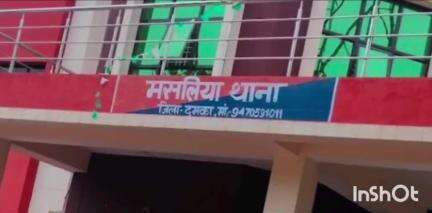 मसलिया थाना
जिला- दुमका, मो.-9470591011
InShOt